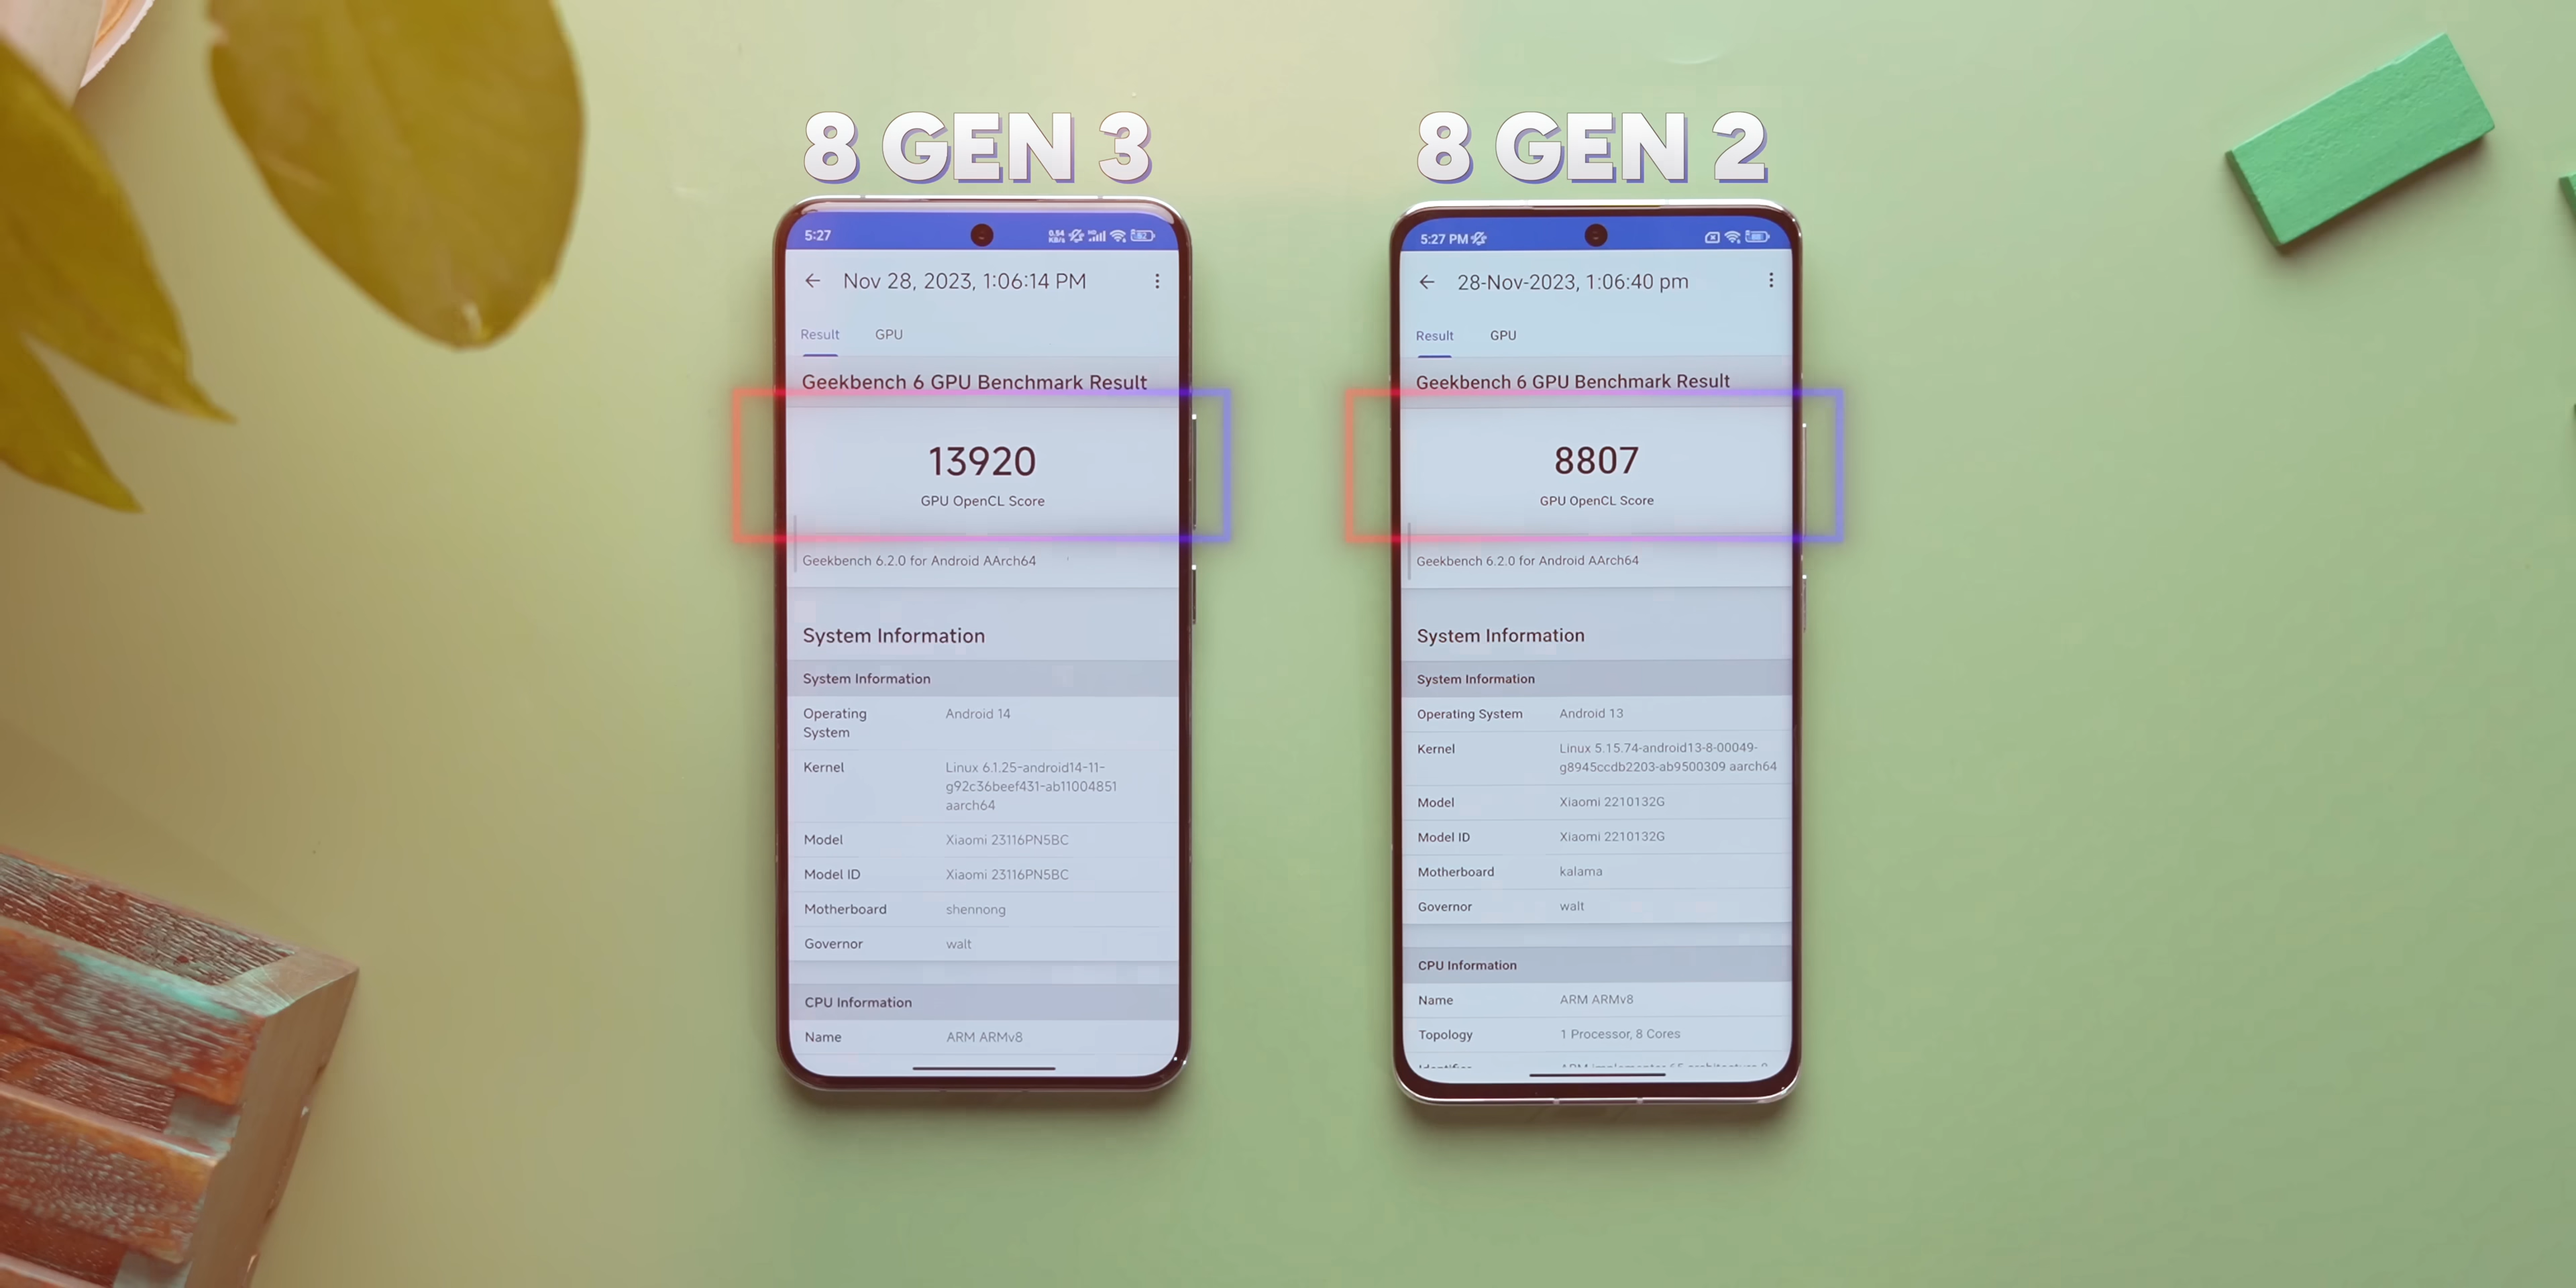 8 GEN 3
5:27
Nov 28, 2023, 1:06:14 PM
Result GPU
Geekbench 6 GPU Benchmark Result
13920
GPU OpenCL Score
Geekbench 6.2.0 for Android AArch64
System Information
System Information
Operating System Android 14
Kernel Linux 6.1.25-android14-11-
g92c36beef431-ab11004851
aarch64
Model Xiaomi 23116PN5BC
Model ID Xiaomi 23116PN5BC
Motherboard shennong
Governor walt
CPU Information
Name ARM ARMv8
8 GEN 2
5:27 PM
28-Nov-2023, 1:06:40 pm
Result GPU
Geekbench 6 GPU Benchmark Result
8807
GPU OpenCL Score
Geekbench 6.2.0 for Android AArch64
System Information
System Information
Operating System Android 13
Kernel Linux 5.15.74-android13-8-00049-
g8945ccdb2203-ab9500309 aarch64
Model Xiaomi 2210132G
Model ID Xiaomi 2210132G
Motherboard kalama
Governor walt
CPU Information
Name ARM ARMv8
Topology 1 Processor, 8 Cores